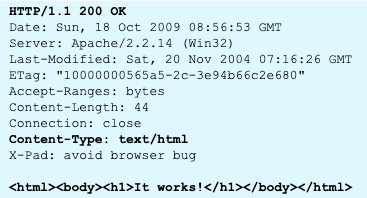 HTTP/1.1 200 OK
Date: Sun, 18 Oct 2009 08:56:53 GMT
Server: Apache/2.2.14 (Win32)
Last-Modified: Sat, 20 Nov 2004 07:16:26 GMT
ETag: "10000000565a5-2c-3e94b66c2e680"
Accept-Ranges: bytes
Content-Length: 44
Connection: close
Content-Type: text/html
X-Pad: avoid browser bug

<html><body><h1>It works!</h1></body></html>